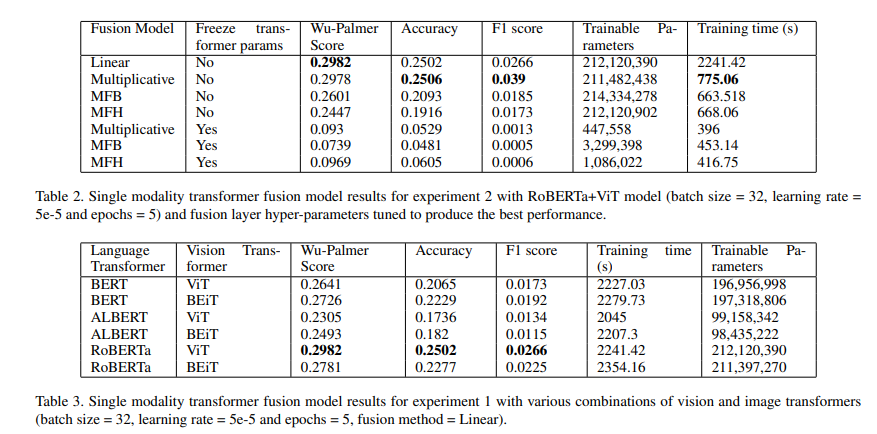 Fusion Model Freeze trans- Wu-Palmer Accuracy F1 score Trainable Pa- Training time (s)
former params Score rameters
Linear No 0.2982 0.2502 0.0266 212,120,390 2241.42
Multiplicative No 0.2978 0.2506 0.039 211,482,438 775.06
MFB No 0.2601 0.2093 0.0185 214,334,278 663.518
MFH No 0.2447 0.1916 0.0173 212,120,902 668.06
Multiplicative Yes 0.093 0.0529 0.0013 447,558 396
MFB Yes 0.0739 0.0481 0.0005 3,299,398 453.14
MFH Yes 0.0969 0.0605 0.0006 1,086,022 416.75
Table 2. Single modality transformer fusion model results for experiment 2 with RoBERTa+ViT model (batch size = 32, learning rate =
5e-5 and epochs = 5) and fusion layer hyper-parameters tuned to produce the best performance.
Language Vision Trans- Wu-Palmer Accuracy F1 score Training time Trainable Pa-
Transformer former Score (s) rameters
BERT ViT 0.2641 0.2065 0.0173 2227.03 196,956,998
BERT BEiT 0.2726 0.2229 0.0192 2279.73 197,318,806
ALBERT ViT 0.2305 0.1736 0.0134 2045 99,158,342
ALBERT BEiT 0.2493 0.182 0.0115 2207.3 98,435,222
RoBERTa ViT 0.2982 0.2502 0.0266 2241.42 212,120,390
RoBERTa BEiT 0.2781 0.2277 0.0225 2354.16 211,397,270
Table 3. Single modality transformer fusion model results for experiment 1 with various combinations of vision and image transformers
(batch size = 32, learning rate = 5e-5 and epochs = 5, fusion method = Linear).